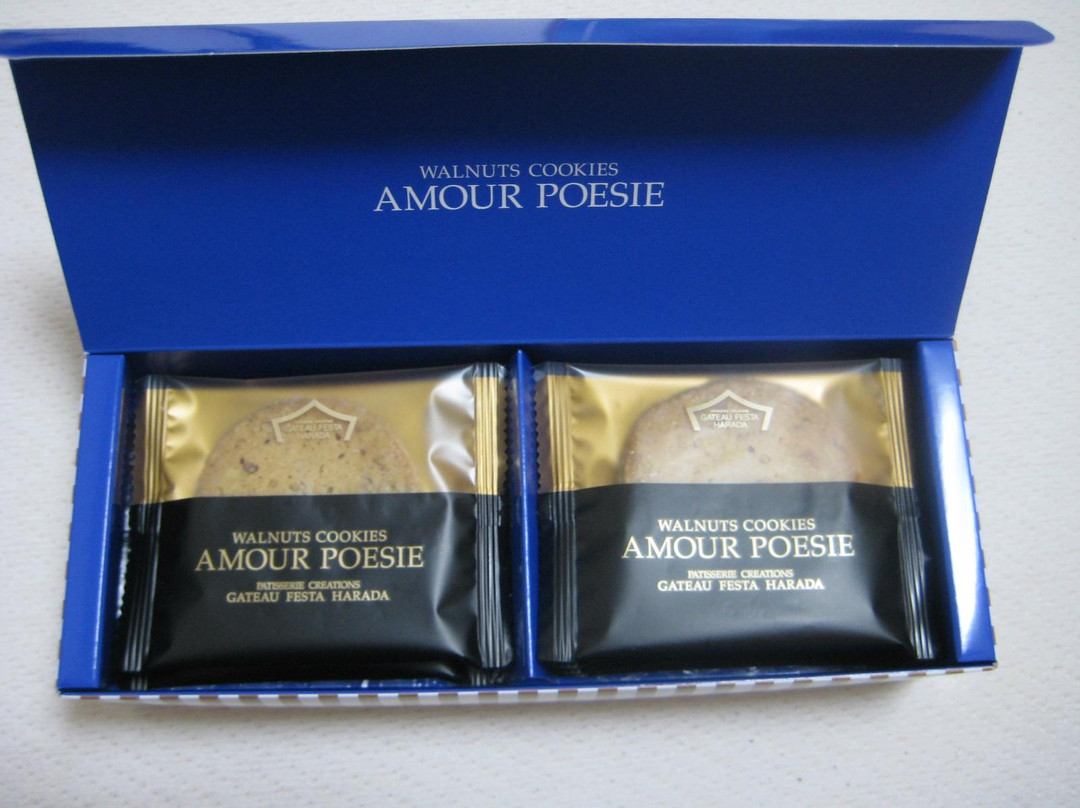 WALNUTS COOKIES
AMOUR POESIE
GATEAU FESTA
HARADA
WALNUTS COOKIES
AMOUR POESIE
PATISSERIE CREATIONS
GATEAU FESTA HARADA
GATEAU FESTA
HARADA
WALNUTS COOKIES
AMOUR POESIE
PATISSERIE CREATIONS
GATEAU FESTA HARADA